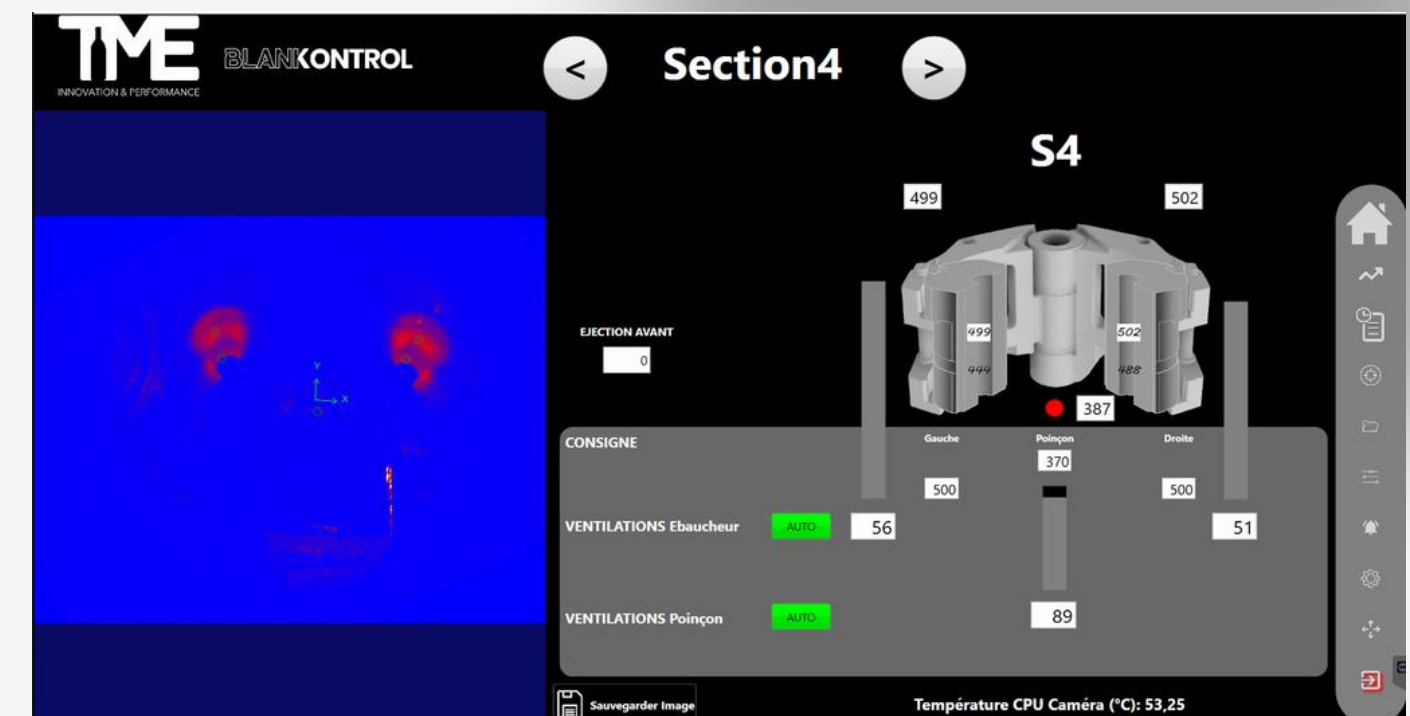 TME
INNOVATION & PERFORMANCE
BLANKONTROL
< Section4 >
S4
499 502
499 502
444 488
EJECTION AVANT
0
387
CONSIGNE
Gauche Poinçon Droite
370
500 500
VENTILATIONS Ebaucheur AUTO 56 51
VENTILATIONS Poinçon AUTO 89
Y
X
Sauvegarder Image
Température CPU Caméra (°C): 53,25